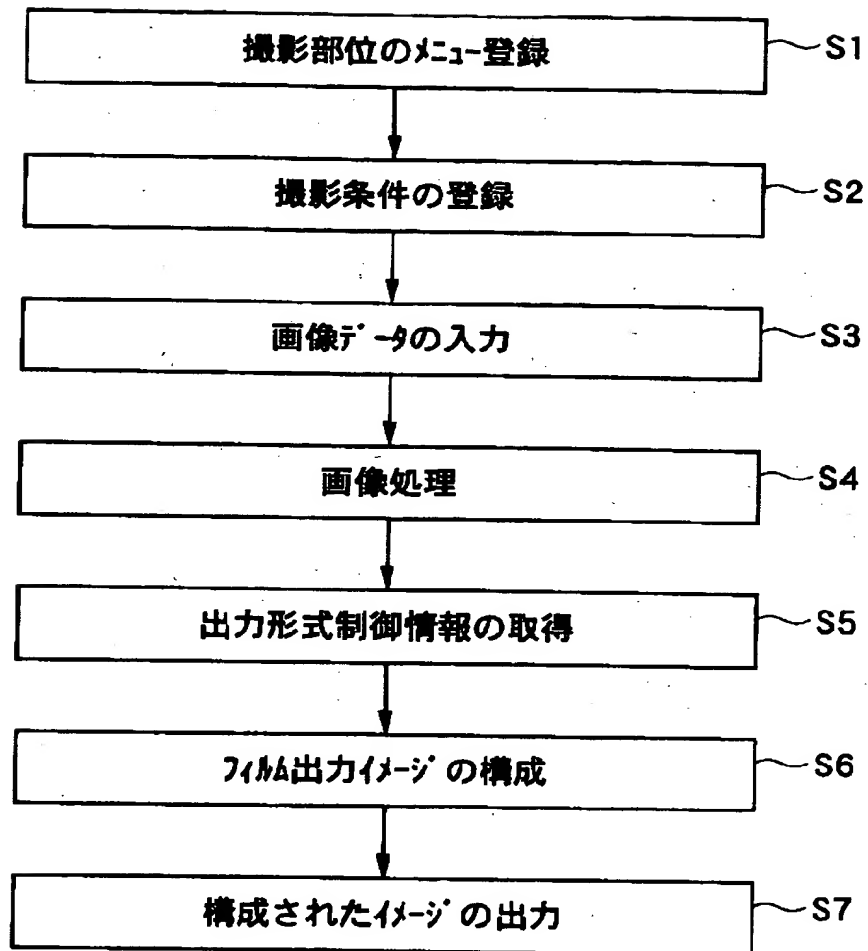 撮影部位のﾒﾆｭｰ登録 S1
撮影条件の登録 S2
画像ﾃﾞｰﾀの入力 S3
画像処理 S4
出力形式制御情報の取得 S5
ﾌｨﾙﾑ出力ｲﾒｰｼﾞの構成 S6
構成されたｲﾒｰｼﾞの出力 S7